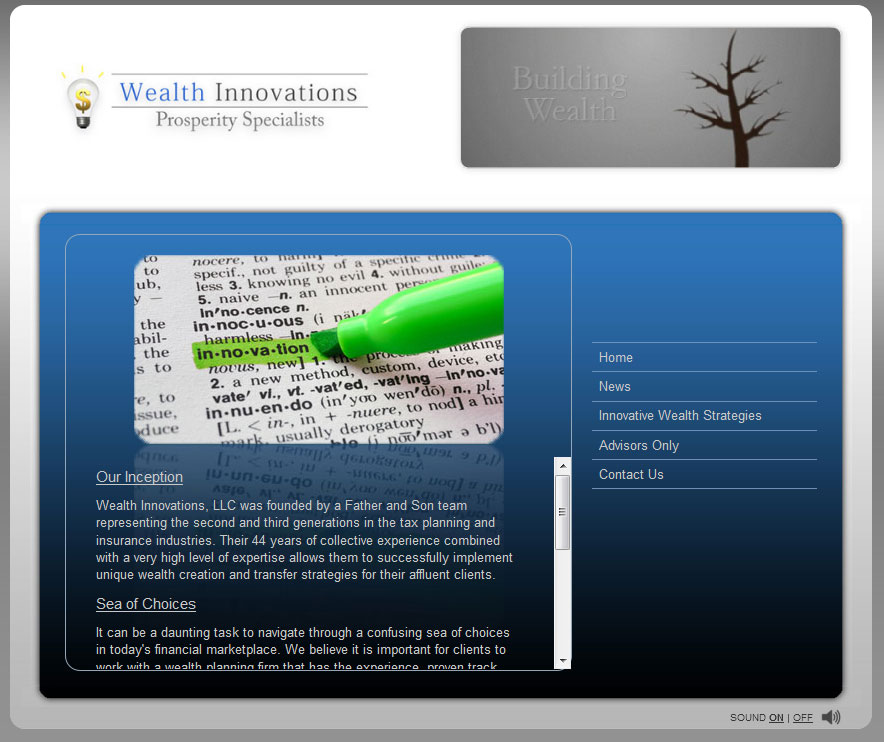 Wealth Innovations
Prosperity Specialists
Building
Wealth
nocere, to harm
to specif., not guilty of a specific crime 2.
less 3. knowing no evil 4. without guile;
5. naive —n. an innocent person
In'no·cence n.
in·noc·u·ous (i näk'
harmless —In·
in·no·va·tion
novus, new] 1. the process
2. a new method, custom, device, etc
vate' vi., vt. -vat'ed, -vat'ing —In'no·va
in·nu·en·do (in'yoo wen'dō) n., pl.
[L. < in-, in + -nuere, to nod] a hin
mark, usually derogatory
Home
News
Innovative Wealth Strategies
Advisors Only
Contact Us
Our Inception
Wealth Innovations, LLC was founded by a Father and Son team
representing the second and third generations in the tax planning and
insurance industries. Their 44 years of collective experience combined
with a very high level of expertise allows them to successfully implement
unique wealth creation and transfer strategies for their affluent clients.
Sea of Choices
It can be a daunting task to navigate through a confusing sea of choices
in today's financial marketplace. We believe it is important for clients to
work with a wealth planning firm that has the experience, proven track
SOUND ON | OFF